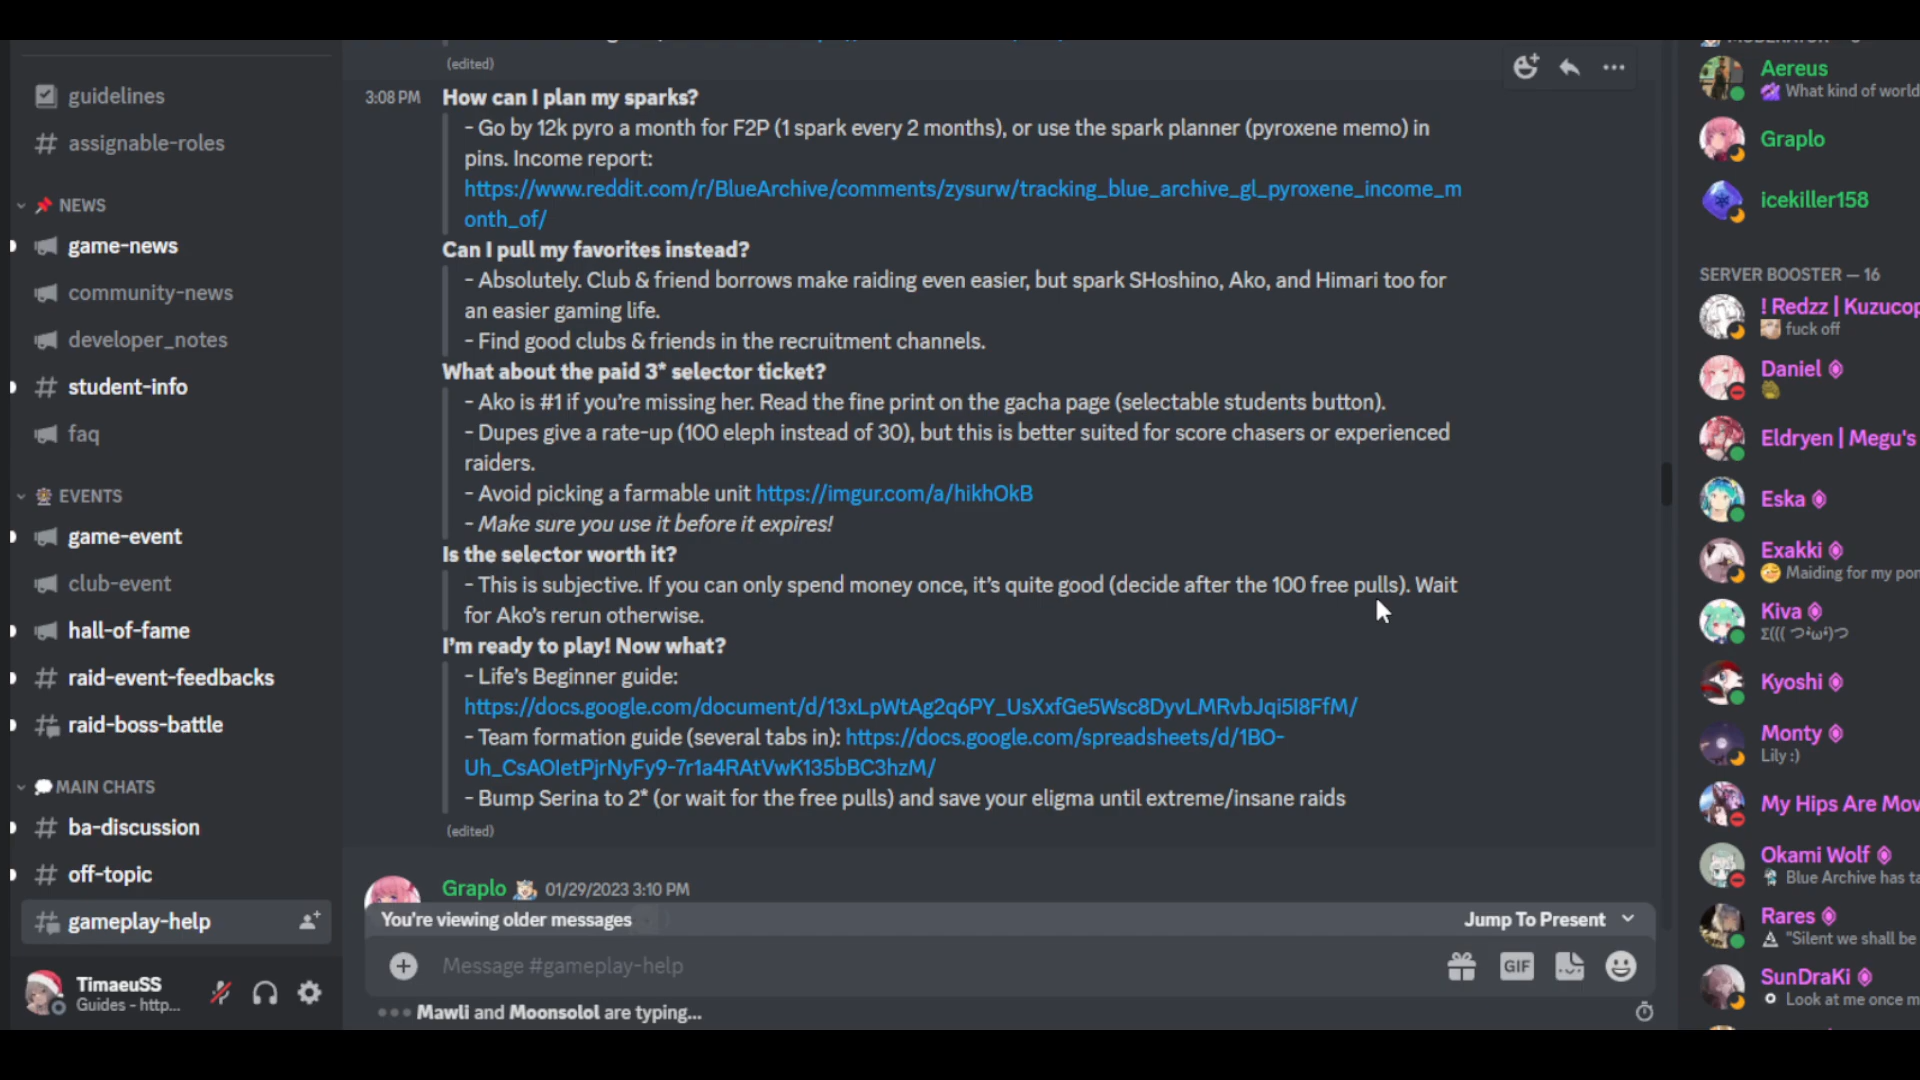 (edited)
guidelines
assignable-roles
NEWS
game-news
community-news
developer_notes
student-info
faq
EVENTS
game-event
club-event
hall-of-fame
raid-event-feedbacks
raid-boss-battle
MAIN CHATS
ba-discussion
off-topic
gameplay-help
TimaeuSS
Guides - http...
3:08 PM How can I plan my sparks?
- Go by 12k pyro a month for F2P (1 spark every 2 months), or use the spark planner (pyroxene memo) in
pins. Income report:
https://www.reddit.com/r/BlueArchive/comments/zysurw/tracking_blue_archive_gl_pyroxene_income_m
onth_of/
Can I pull my favorites instead?
- Absolutely. Club & friend borrows make raiding even easier, but spark SHoshino, Ako, and Himari too for
an easier gaming life.
- Find good clubs & friends in the recruitment channels.
What about the paid 3* selector ticket?
- Ako is #1 if you're missing her. Read the fine print on the gacha page (selectable students button).
- Dupes give a rate-up (100 eleph instead of 30), but this is better suited for score chasers or experienced
raiders.
- Avoid picking a farmable unit https://imgur.com/a/hikhOkB
- Make sure you use it before it expires!
Is the selector worth it?
- This is subjective. If you can only spend money once, it's quite good (decide after the 100 free pulls). Wait
for Ako's rerun otherwise.
I'm ready to play! Now what?
- Life's Beginner guide:
https://docs.google.com/document/d/13xLpWtAg2q6PY_UsXxfGe5Wsc8DyvLMRvbJqi5I8FfM/
- Team formation guide (several tabs in): https://docs.google.com/spreadsheets/d/1BO-
Uh_CsAOIetPjrNyFy9-7r1a4RAtVwK135bBC3hzM/
- Bump Serina to 2* (or wait for the free pulls) and save your eligma until extreme/insane raids
(edited)
Graplo 01/29/2023 3:10 PM
You're viewing older messages
Jump To Present
Message #gameplay-help
GIF
Mawli and Moonsolol are typing...
Aereus
What kind of world
Graplo
icekiller158
SERVER BOOSTER — 16
! Redzz | Kuzucop
fuck off
Daniel
Eldryen | Megu's
Eska
Exakki
Maiding for my pon
Kiva
Σ(((つ•̀ω•́)つ
Kyoshi
Monty
Lily :)
My Hips Are Mov
Okami Wolf
Blue Archive has ta
Rares
"Silent we shall be
SunDraKi
Look at me once m